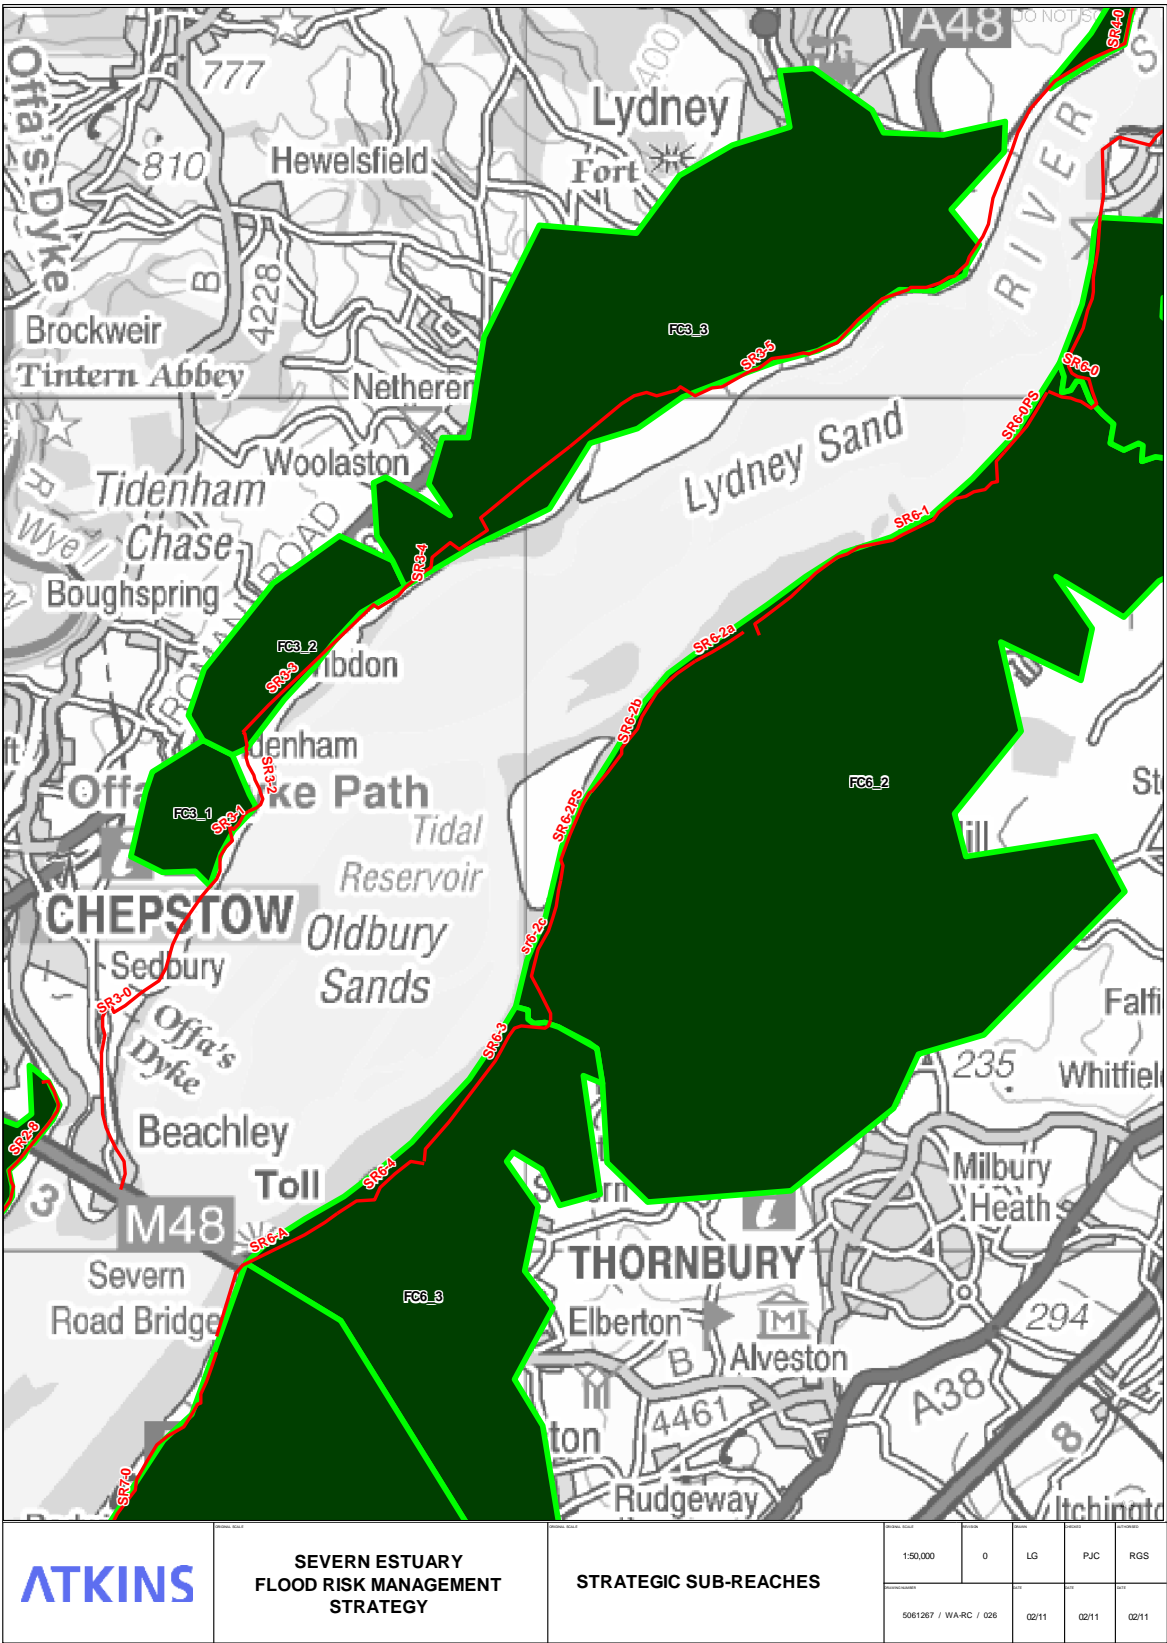 A48
DO NOT SC
SR4-0
S
777
400
Offa's Dyke
Lydney
Fort
810
Hewelsfield
RIVER
B
4228
Brockweir
Tintern Abbey
Netheren
FC3_3
SR3-5
SR6-0
SR6-0PS
Lydney Sand
Woolaston
R
Wye
Tidenham
Chase
ROMAN ROAD
SR6-1
SR3-4
Boughspring
FC3_2
SR3-3
bdon
SR6-2a
SR6-2b
denham
SR3-2
Offa
ke Path
FC3_1
SR3-1
FC6_2
St
ill
Tidal
Reservoir
SR6-2PS
CHEPSTOW
Oldbury
Sands
sr6-2c
Sedbury
SR3-0
Offa's
Dyke
SR6-3
Falfi
235
Whitfiel
Beachley
SR2-8
SR6-4
Toll
3
M48
SR6-A
Milbury
Heath
S
rn
THORNBURY
Severn
Road Bridge
FC6_3
Elberton
M
294
B
Alveston
4461
A38
8
ton
SR7-0
Rudgeway
Itchingto
ATKINS
SEVERN ESTUARY
FLOOD RISK MANAGEMENT
STRATEGY
STRATEGIC SUB-REACHES
1:50,000
0
LG
PJC
RGS
5061267 / WA-RC / 026
02/11
02/11
02/11